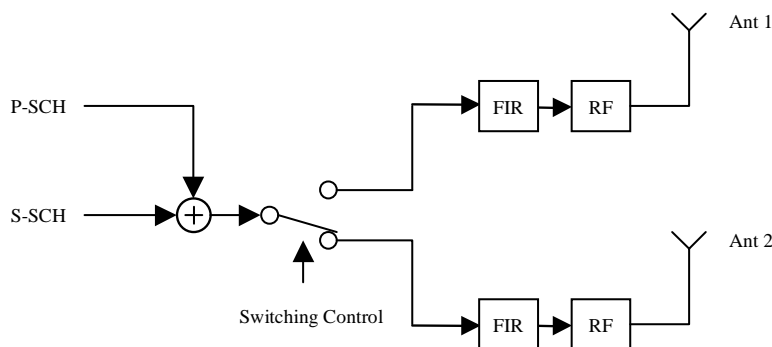 Ant 1
P-SCH
FIR
RF
S-SCH
Ant 2
Switching Control
FIR
RF